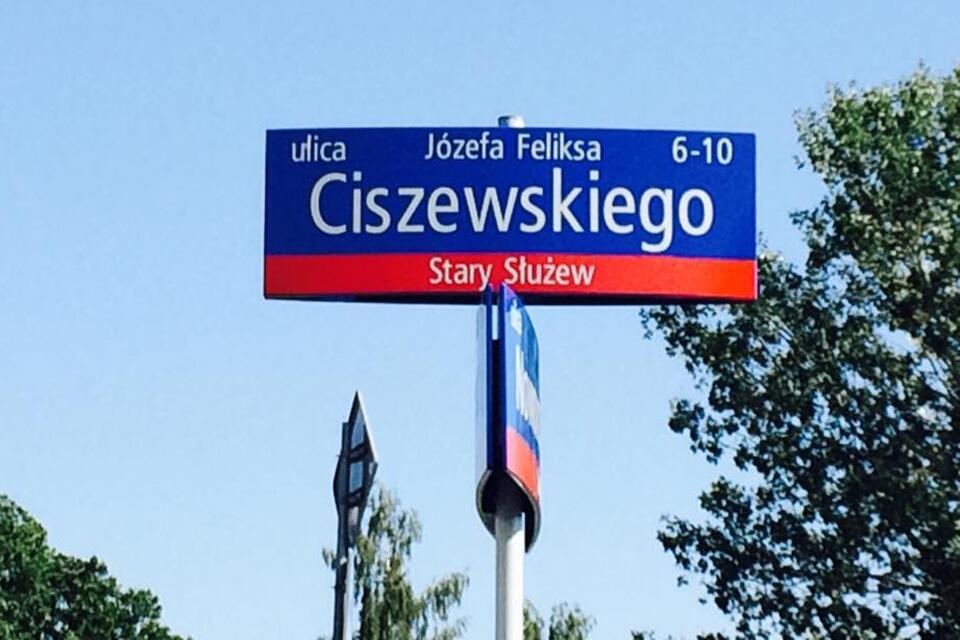 ulica Józefa Feliksa 6-10
Ciszewskiego
Stary Służew